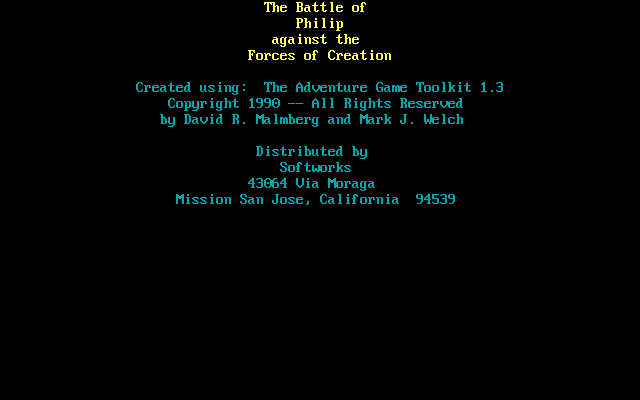 The Battle of
Philip
against the
Forces of Creation
Created using:  The Adventure Game Toolkit 1.3
Copyright 1990 -- All Rights Reserved
by David R. Malmberg and Mark J. Welch
Distributed by
Softworks
43064 Via Moraga
Mission San Jose, California  94539